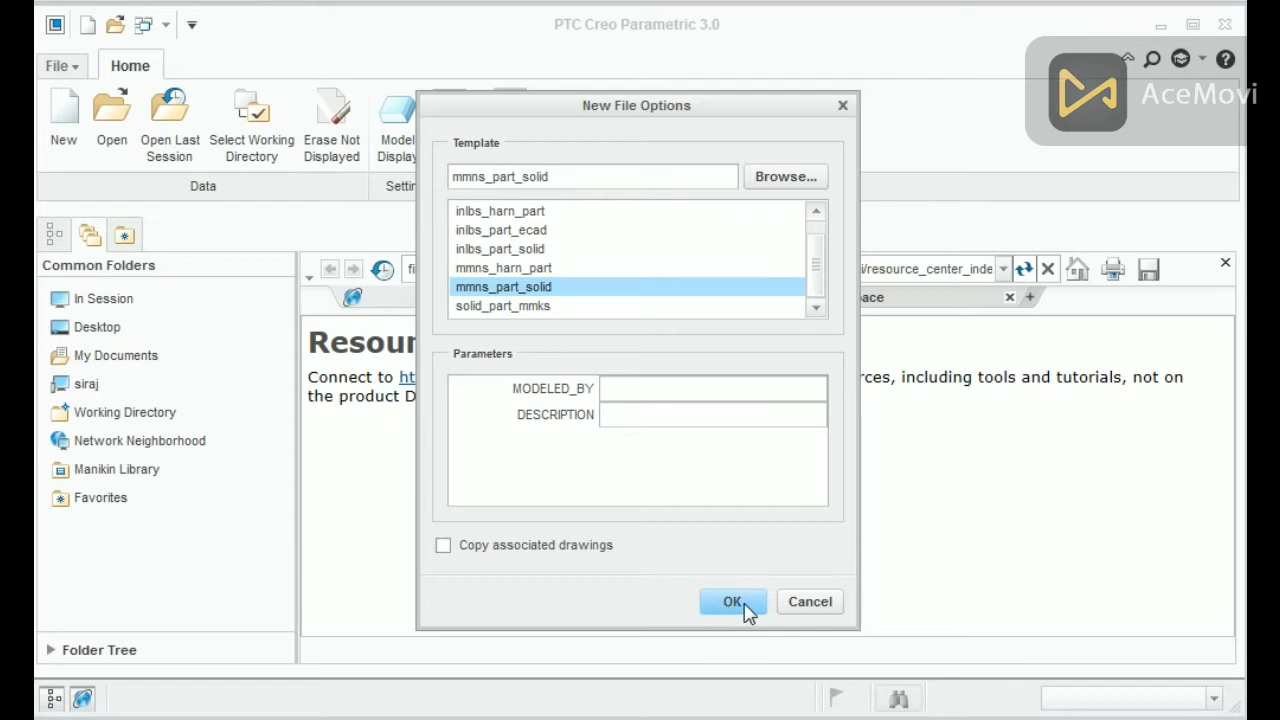 PTC Creo Parametric 3.0
File
Home
AceMovi
New
Open
Open Last
Session
Select Working
Directory
Erase Not
Displayed
Model
Display
Data
Settin
New File Options
Template
mmns_part_solid
Browse...
inlbs_harn_part
inlbs_part_ecad
inlbs_part_solid
mmns_harn_part
mmns_part_solid
solid_part_mmks
Parameters
MODELED_BY
DESCRIPTION
Copy associated drawings
OK
Cancel
Common Folders
In Session
Desktop
My Documents
siraj
Working Directory
Network Neighborhood
Manikin Library
Favorites
Folder Tree
i/resource_center_inde
ace
Resour
Connect to ht rces, including tools and tutorials, not on
the product D